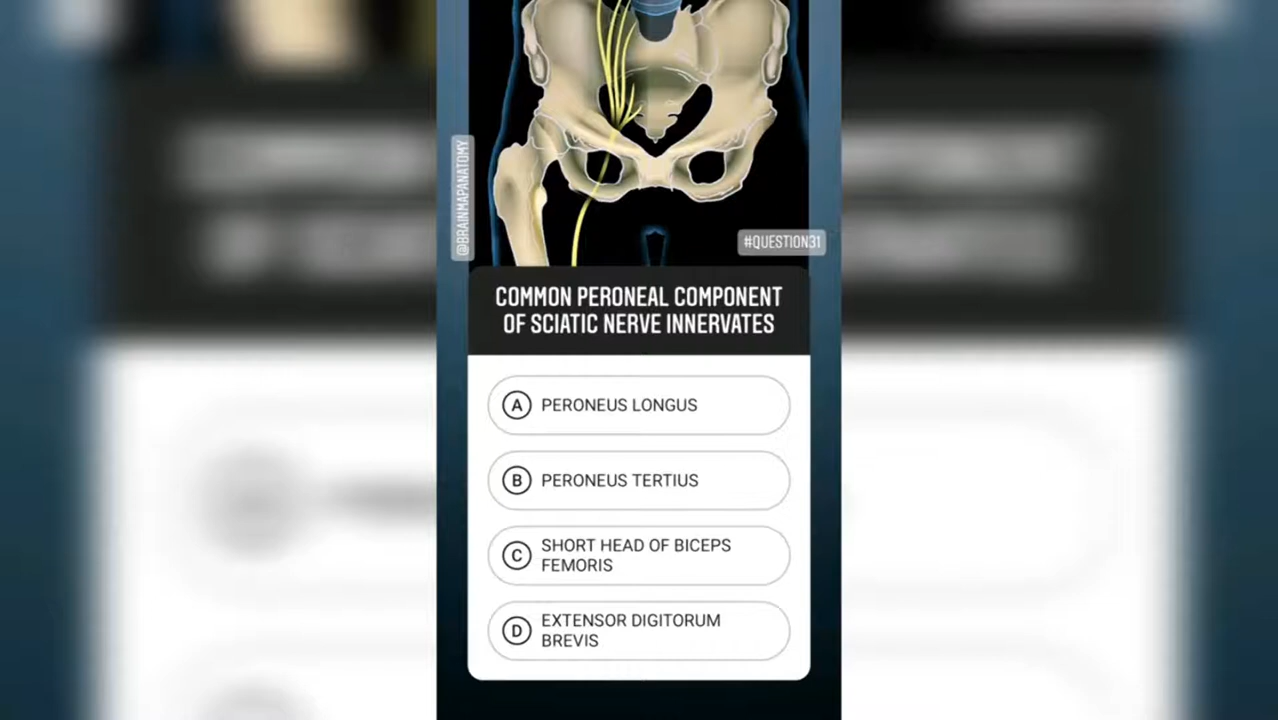 @BRAINMAPANATOMY
#QUESTION31
COMMON PERONEAL COMPONENT
OF SCIATIC NERVE INNERVATES
A PERONEUS LONGUS
B PERONEUS TERTIUS
C SHORT HEAD OF BICEPS
FEMORIS
D EXTENSOR DIGITORUM
BREVIS